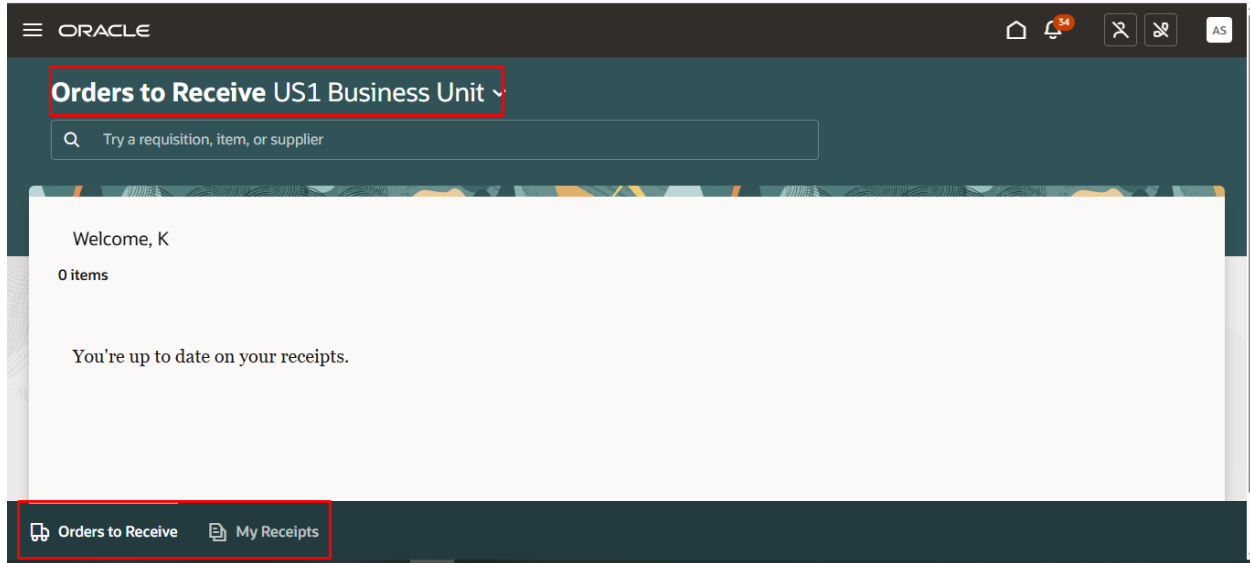 ORACLE
34
AS
Orders to Receive US1 Business Unit
Try a requisition, item, or supplier
Welcome, K
0 items
You're up to date on your receipts.
Orders to Receive
My Receipts